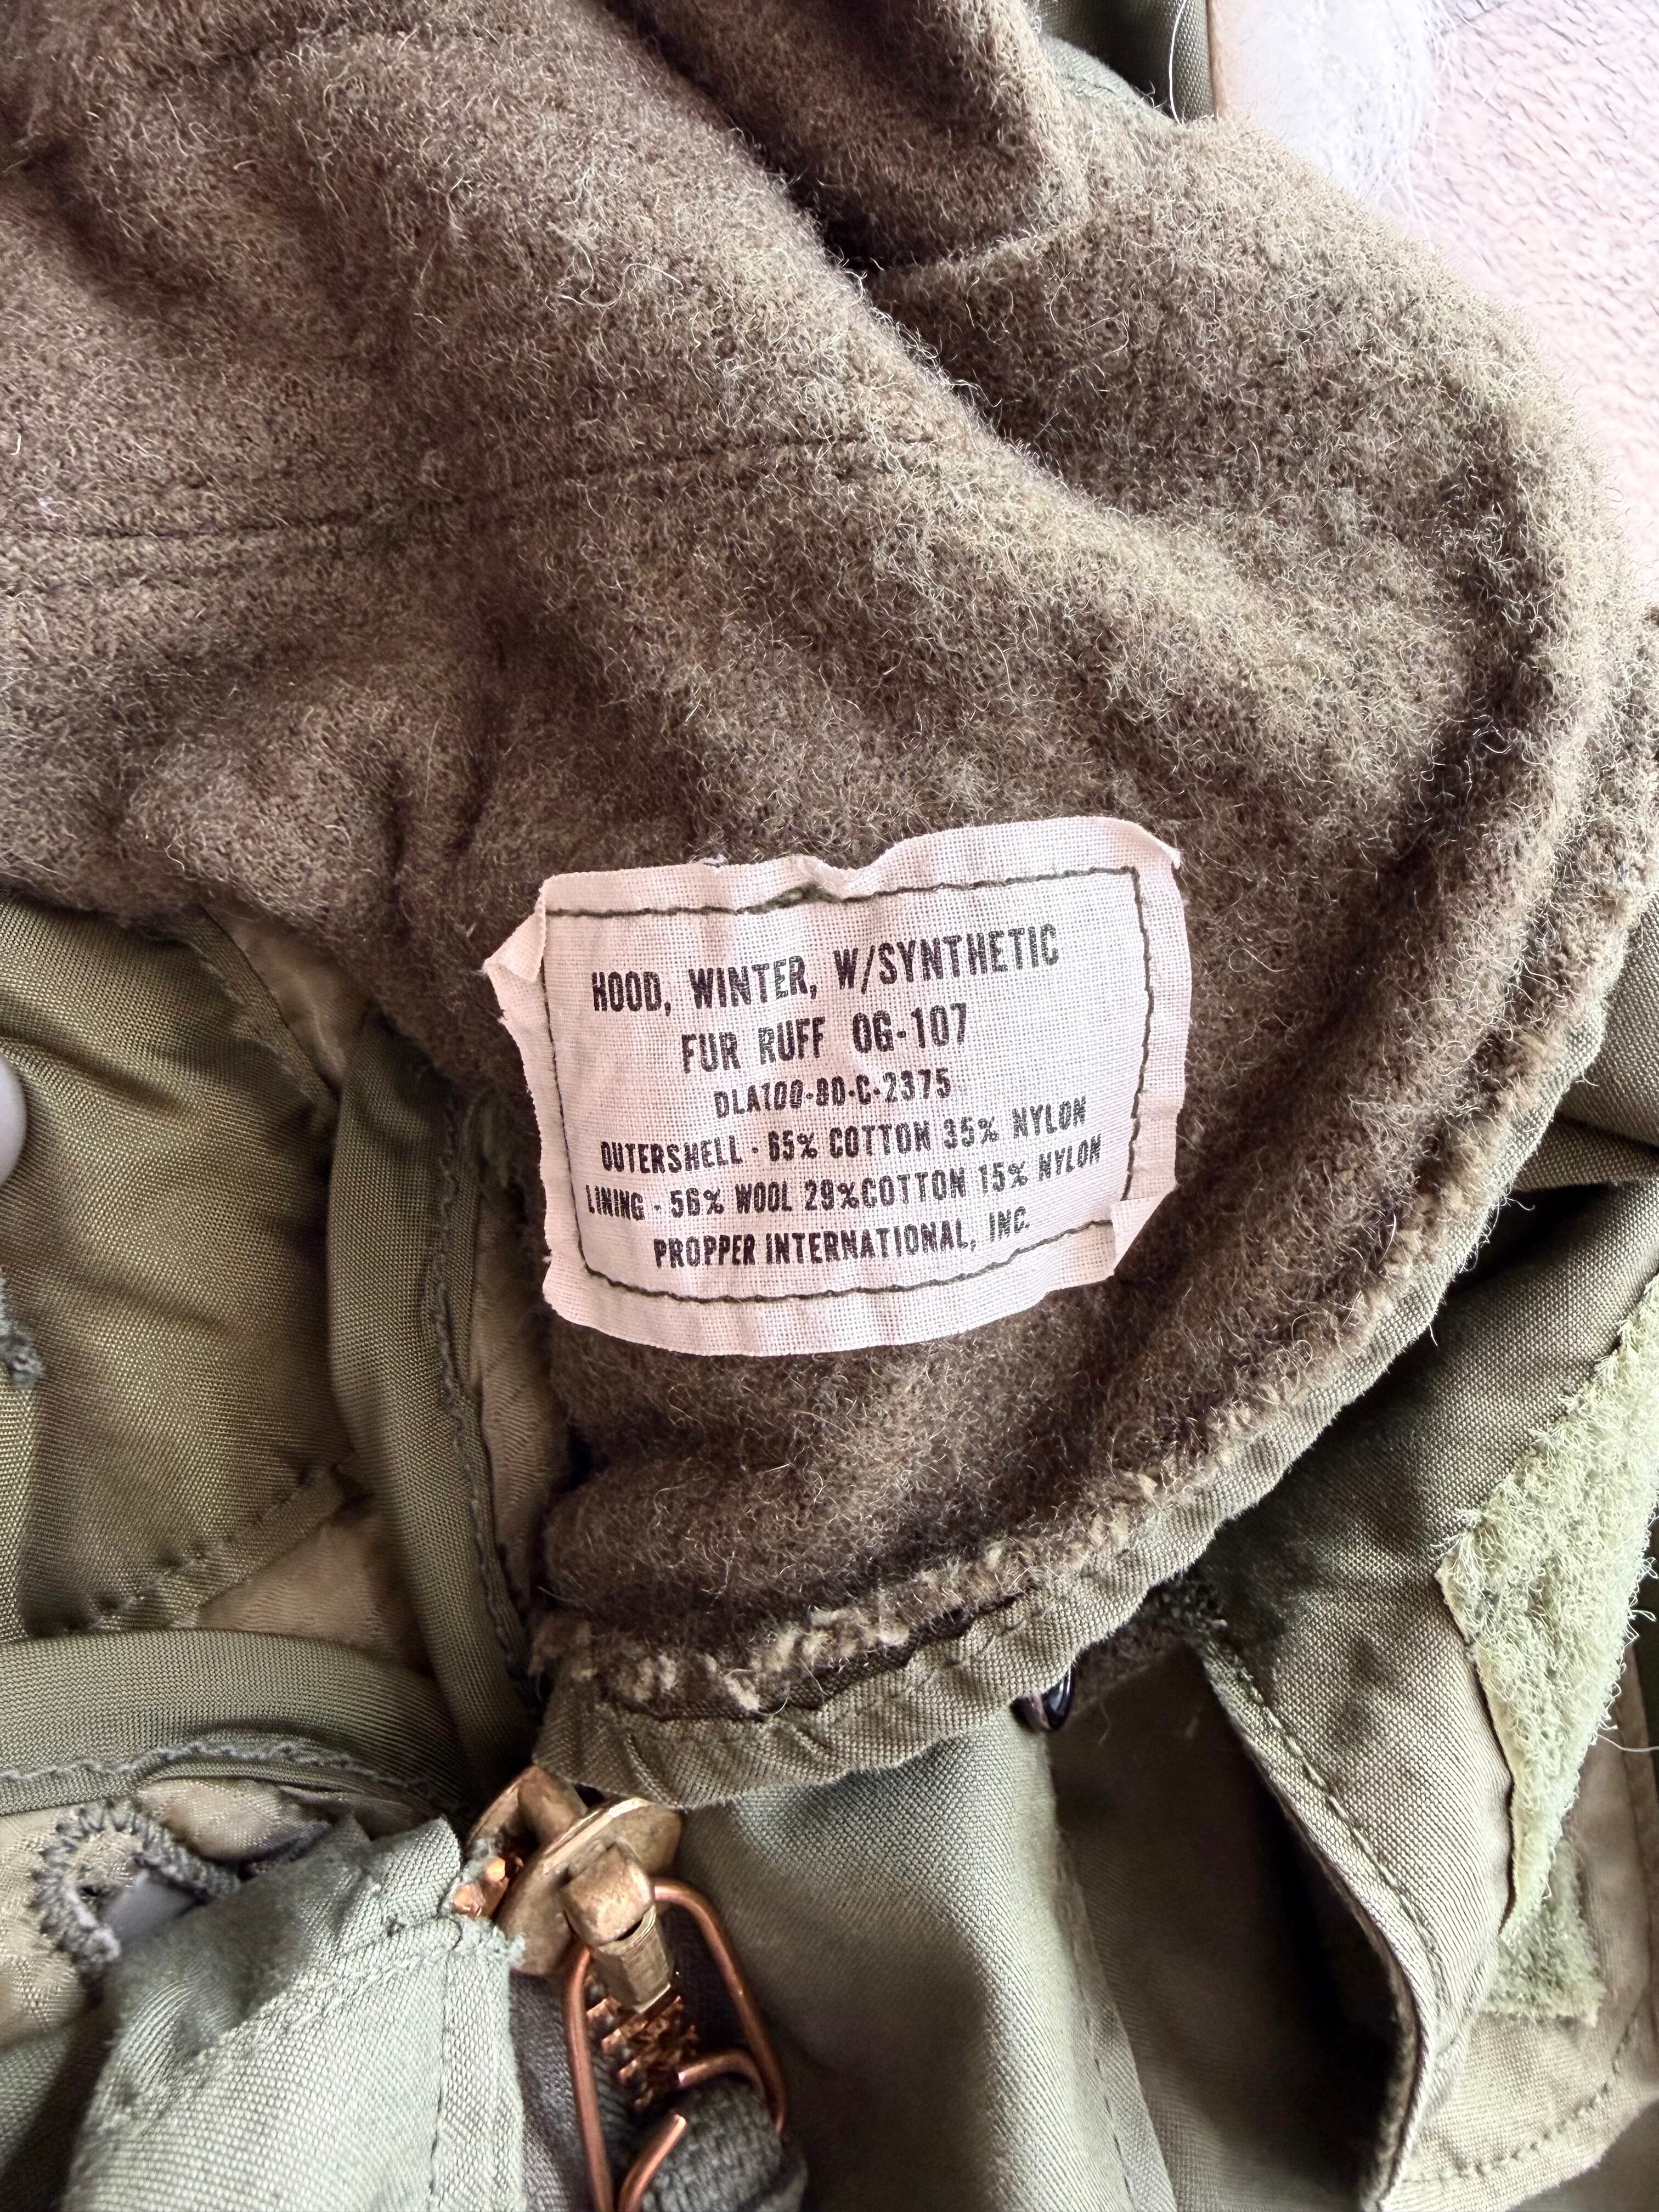 HOOD, WINTER, W/SYNTHETIC
FUR RUFF OG-107
DLA100-80-C-2375
OUTERSHELL - 65% COTTON 35% NYLON
LINING - 56% WOOL 29%COTTON 15% NYLON
PROPPER INTERNATIONAL, INC.